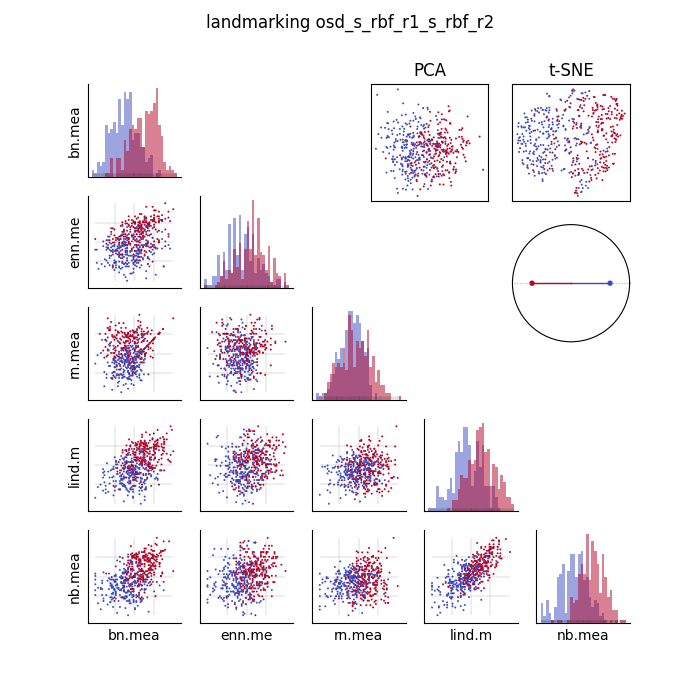 landmarking osd_s_rbf_r1_s_rbf_r2
PCA
t-SNE
bn.mea
enn.me
rn.mea
lind.m
nb.mea
bn.mea
enn.me
rn.mea
lind.m
nb.mea